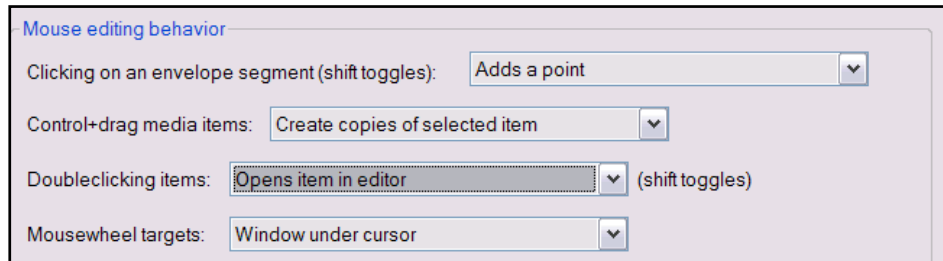 Mouse editing behavior
Clicking on an envelope segment (shift toggles): Adds a point
Control+drag media items: Create copies of selected item
Doubleclicking items: Opens item in editor (shift toggles)
Mousewheel targets: Window under cursor